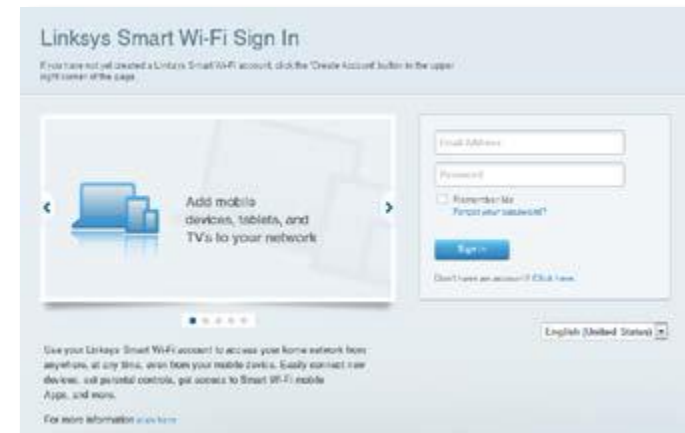 Linksys Smart Wi-Fi Sign In
If you have not yet created a Linksys Smart Wi-Fi account, click the 'Create Account' button in the upper
right corner of the page.
Add mobile
devices, tablets, and
TVs to your network
Email Address
Password
Remember Me
Forgot your password?
Sign In
Don't have an account? Click here
English (United States)
Use your Linksys Smart Wi-Fi account to access your home network from
anywhere, at any time, even from your mobile device. Easily connect new
devices, set parental controls, get access to Smart Wi-Fi mobile
Apps, and more.
For more information click here